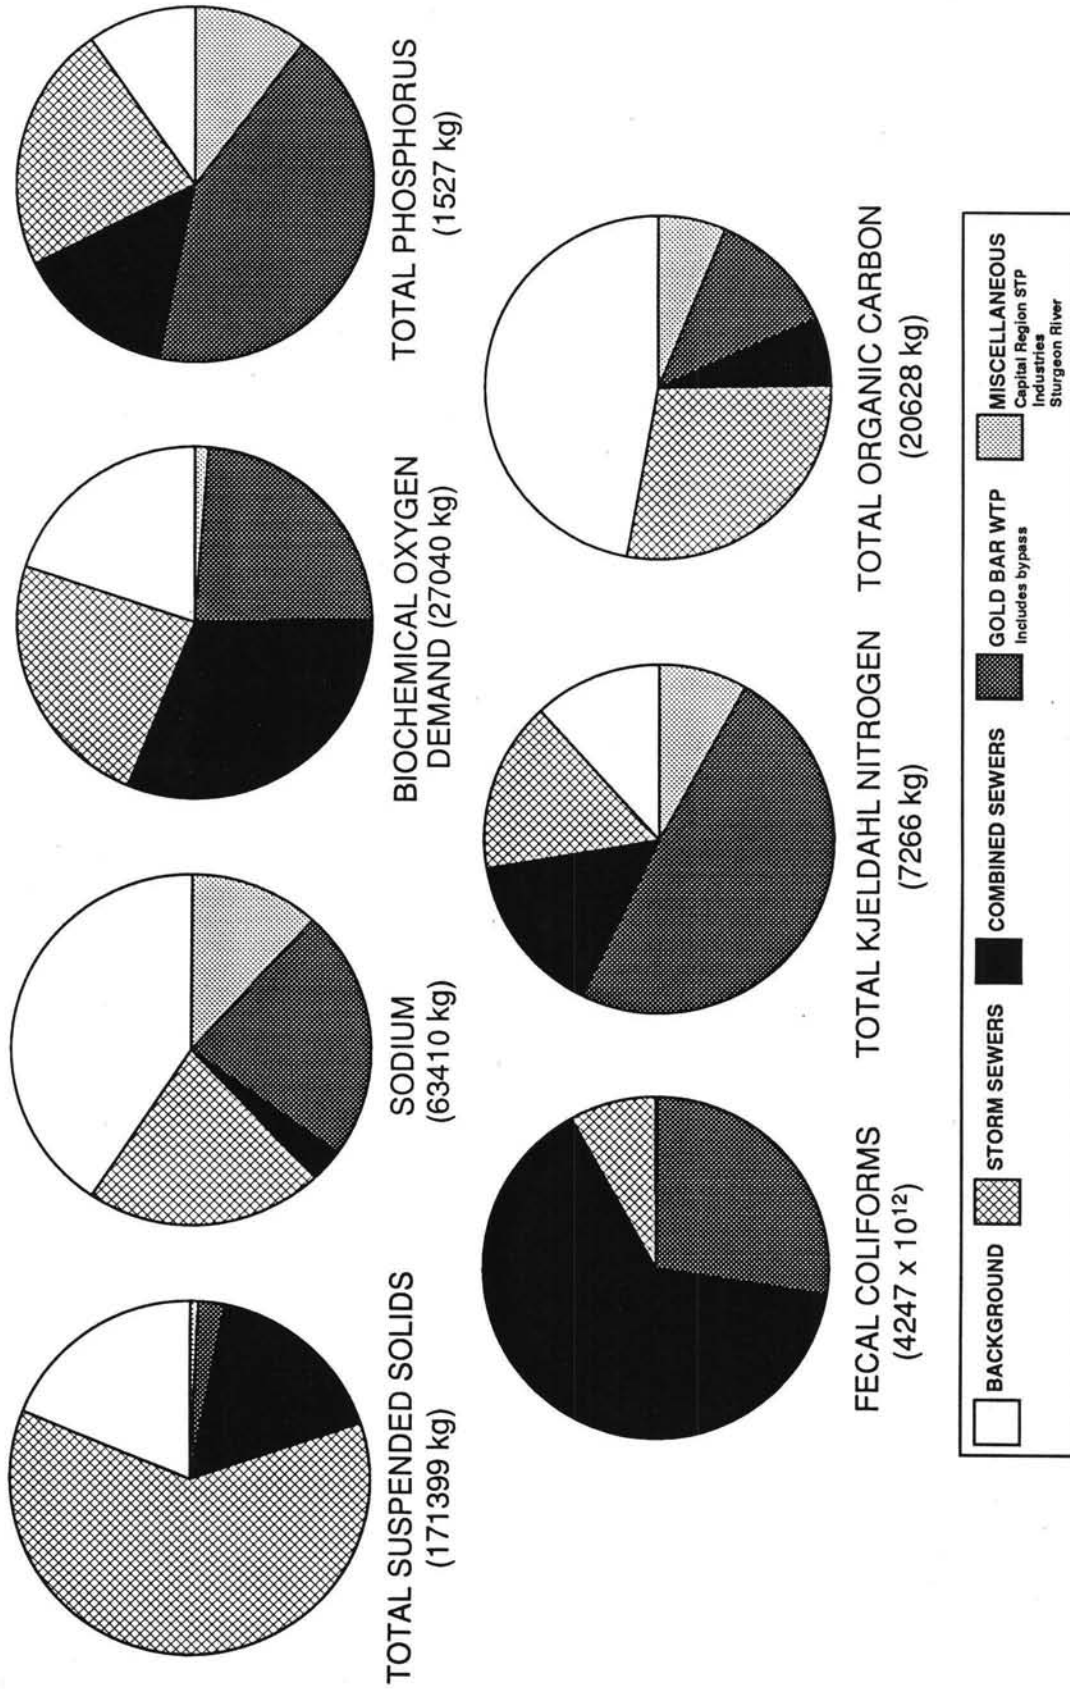 TOTAL SUSPENDED SOLIDS
(171399 kg)
SODIUM
(63410 kg)
BIOCHEMICAL OXYGEN
DEMAND (27040 kg)
TOTAL PHOSPHORUS
(1527 kg)
FECAL COLIFORMS
(4247 x 10¹²)
TOTAL KJELDAHL NITROGEN
(7266 kg)
TOTAL ORGANIC CARBON
(20628 kg)
BACKGROUND
STORM SEWERS
COMBINED SEWERS
GOLD BAR WTP
Includes bypass
MISCELLANEOUS
Capital Region STP
Industries
Sturgeon River